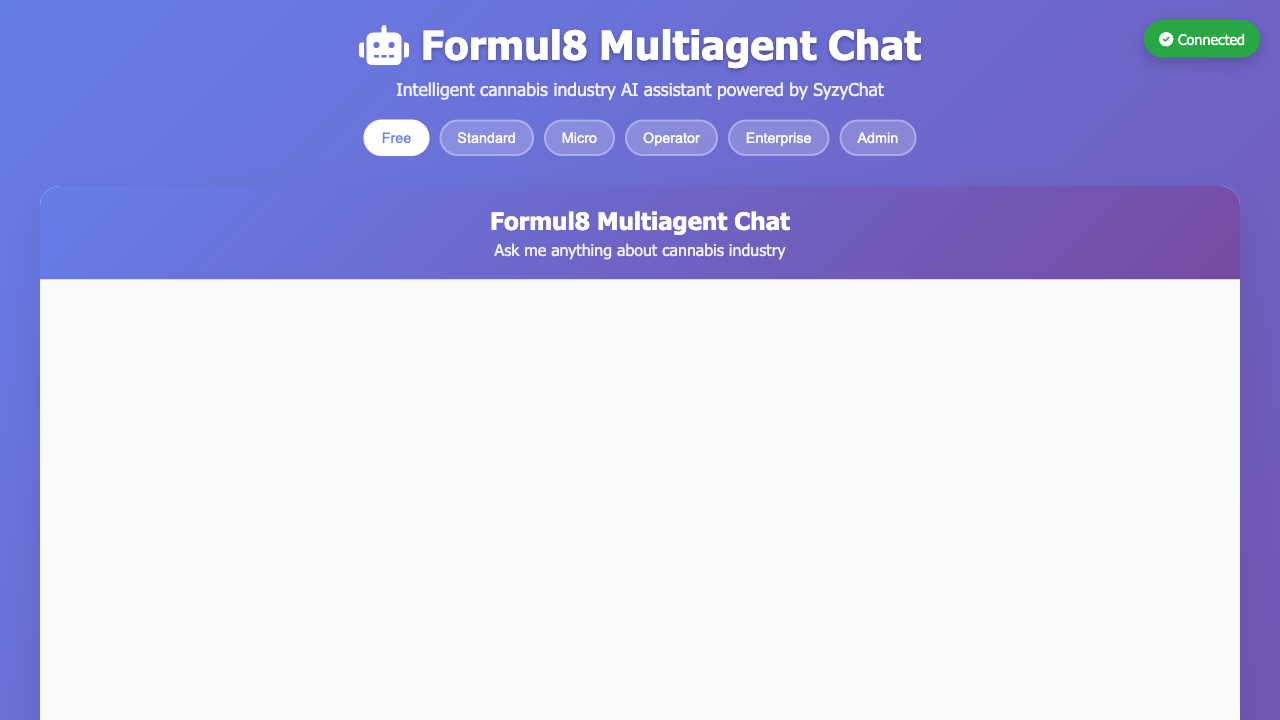 Formul8 Multiagent Chat
Connected
Intelligent cannabis industry AI assistant powered by SyzyChat
Free Standard Micro Operator Enterprise Admin
Formul8 Multiagent Chat
Ask me anything about cannabis industry